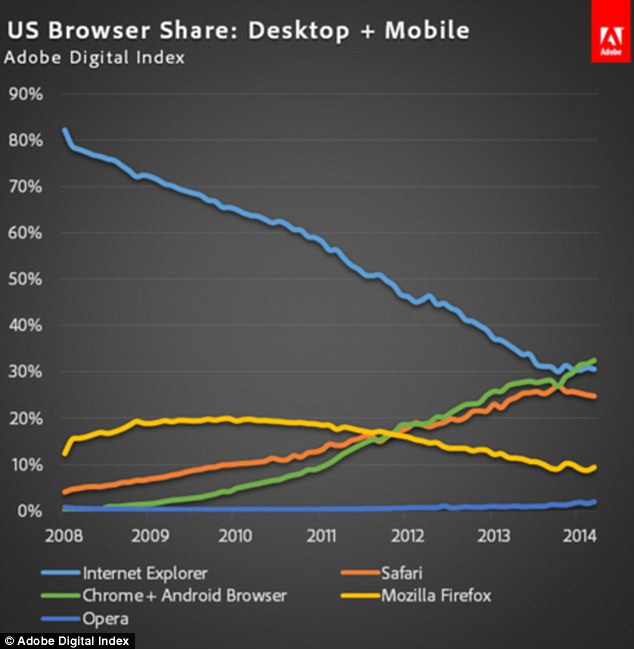 US Browser Share: Desktop + Mobile
Adobe Digital Index
Adobe
90%
80%
70%
60%
50%
40%
30%
20%
10%
0%
2008 2009 2010 2011 2012 2013 2014
Internet Explorer Safari
Chrome + Android Browser Mozilla Firefox
Opera
© Adobe Digital Index